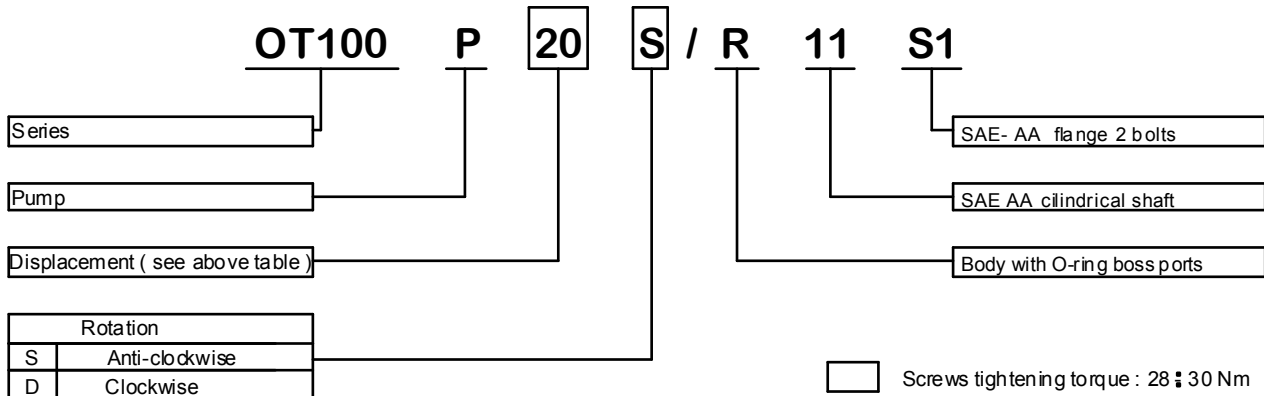 OT100 P 20 S / R 11 S1
Series
SAE- AA flange 2 bolts
Pump
SAE AA cilindrical shaft
Displacement ( see above table )
Body with O-ring boss ports
Rotation
S Anti-clockwise
D Clockwise
Screws tightening torque : 28 ÷ 30 Nm